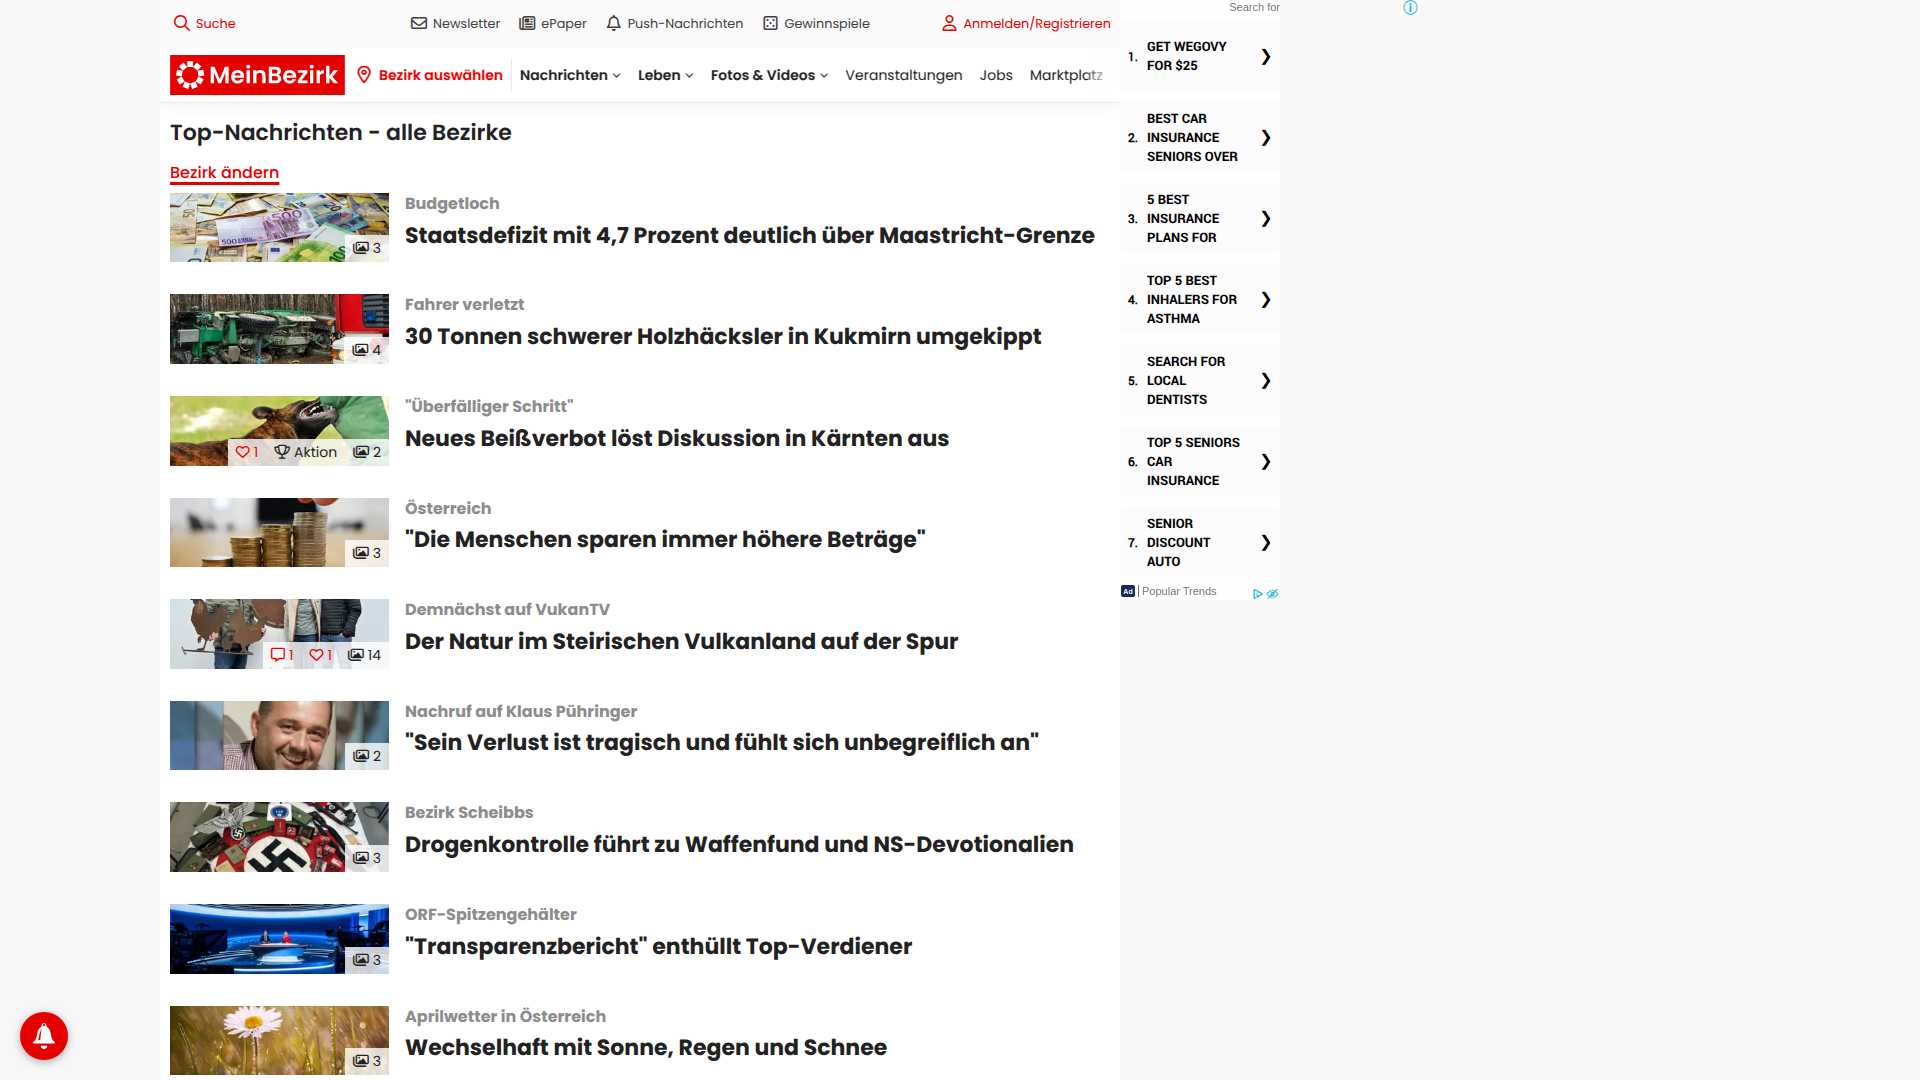 Suche
Newsletter
ePaper
Push-Nachrichten
Gewinnspiele
Anmelden/Registrieren
MeinBezirk
Bezirk auswählen
Nachrichten
Leben
Fotos & Videos
Veranstaltungen
Jobs
Marktplatz
Top-Nachrichten - alle Bezirke
Bezirk ändern
3
Budgetloch
Staatsdefizit mit 4,7 Prozent deutlich über Maastricht-Grenze
4
Fahrer verletzt
30 Tonnen schwerer Holzhäcksler in Kukmirn umgekippt
1 Aktion 2
"Überfälliger Schritt"
Neues Beißverbot löst Diskussion in Kärnten aus
3
Österreich
"Die Menschen sparen immer höhere Beträge"
1 1 14
Demnächst auf VukanTV
Der Natur im Steirischen Vulkanland auf der Spur
2
Nachruf auf Klaus Pühringer
"Sein Verlust ist tragisch und fühlt sich unbegreiflich an"
3
Bezirk Scheibbs
Drogenkontrolle führt zu Waffenfund und NS-Devotionalien
3
ORF-Spitzengehälter
"Transparenzbericht" enthüllt Top-Verdiener
3
Aprilwetter in Österreich
Wechselhaft mit Sonne, Regen und Schnee
Search for
1. GET WEGOVY
FOR $25
2. BEST CAR
INSURANCE
SENIORS OVER
3. 5 BEST
INSURANCE
PLANS FOR
4. TOP 5 BEST
INHALERS FOR
ASTHMA
5. SEARCH FOR
LOCAL
DENTISTS
6. TOP 5 SENIORS
CAR
INSURANCE
7. SENIOR
DISCOUNT
AUTO
Ad | Popular Trends